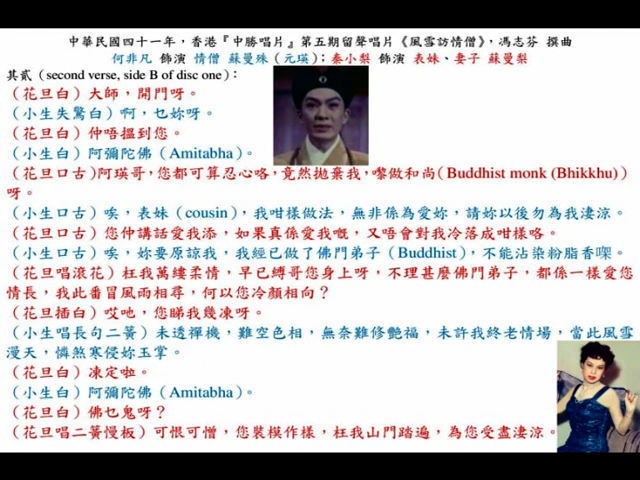 中華民國四十一年，香港『中勝唱片』第五期留聲唱片《風雪訪情僧》，馮志芬 撰曲
何非凡 飾演 情僧 蘇曼殊（元瑛）；秦小梨 飾演 表妹、妻子 蘇曼梨
其貳（second verse, side B of disc one）：
（花旦白）大師，開門呀。
（小生失驚白）啊，乜妳呀。
（花旦白）仲唔搵到您。
（小生白）阿彌陀佛（Amitabha）。
（花旦口古）阿瑛哥，您都可算忍心咯，竟然拋棄我，嚟做和尚（Buddhist monk (Bhikkhu)）
呀。
（小生口古）唉，表妹（cousin），我咁樣做法，無非係為愛妳，請妳以後勿為我淒涼。
（花旦口古）您仲講話愛我添，如果真係愛我嘅，又唔會對我冷落成咁樣咯。
（小生口古）唉，妳要原諒我，我經已做了佛門弟子（Buddhist），不能沾染粉脂香㗎。
（花旦唱滾花）枉我萬縷柔情，早已縛哥您身上呀，不理甚麼佛門弟子，都係一樣愛您
情長，我此番冒風雨相尋，何以您冷顏相向？
（花旦插白）哎吔，您睇我幾凍呀。
（小生唱長句二簧）未透禪機，難空色相，無奈難修艷福，未許我終老情場，當此風雪
漫天，憐煞寒侵妳玉掌。
（花旦白）凍定啦。
（小生白）阿彌陀佛（Amitabha）。
（花旦白）佛乜鬼呀？
（花旦唱二簧慢板）可恨可憎，您裝模作樣，枉我山門踏遍，為您受盡淒涼。